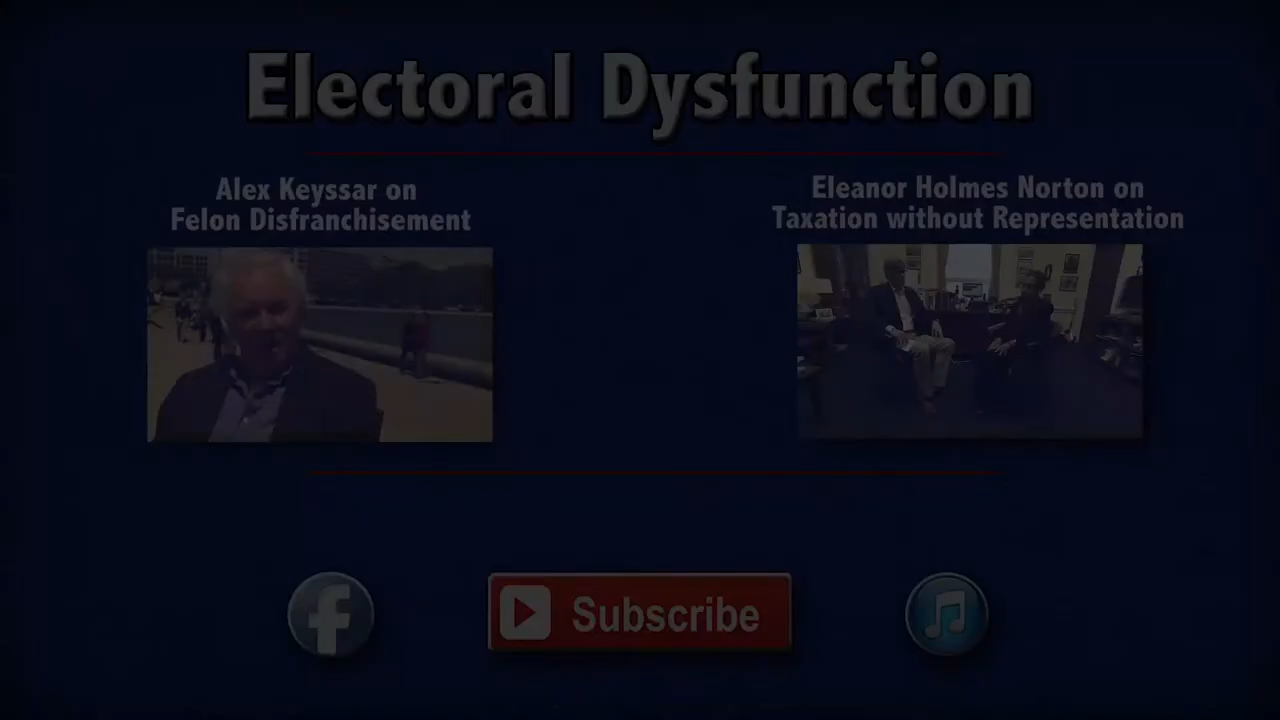 Electoral Dysfunction
Alex Keyssar on
Felon Disfranchisement
Eleanor Holmes Norton on
Taxation without Representation
Subscribe